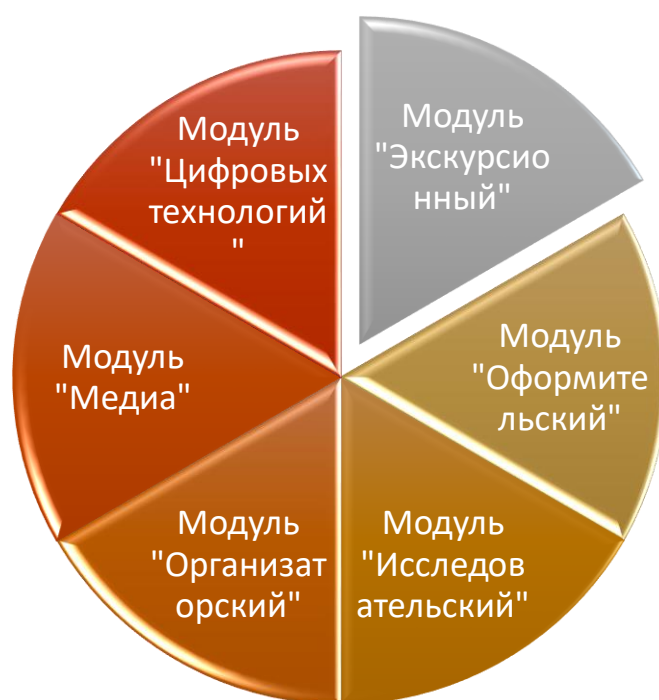 Модуль
"Экскурсио
нный"
Модуль
"Оформите
льский"
Модуль
"Исследов
ательский"
Модуль
"Организат
орский"
Модуль
"Медиа"
Модуль
"Цифровых
технологий
"